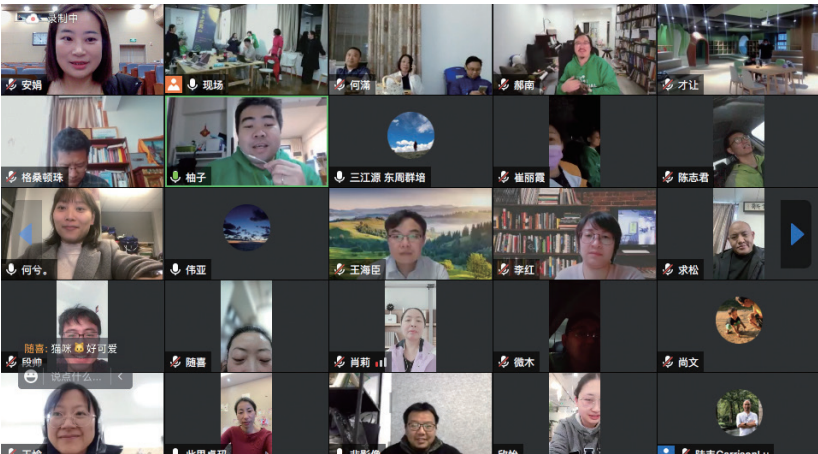 录制中
安娟
现场
何潇
郝南
才让
格桑顿珠
柚子
三江源 东周群培
崔丽霞
陈志君
何兮。
伟亚
王海臣
李红
求松
随喜: 猫咪🐱好可爱
段帅
随喜
肖莉
微木
尚文
说点什么...